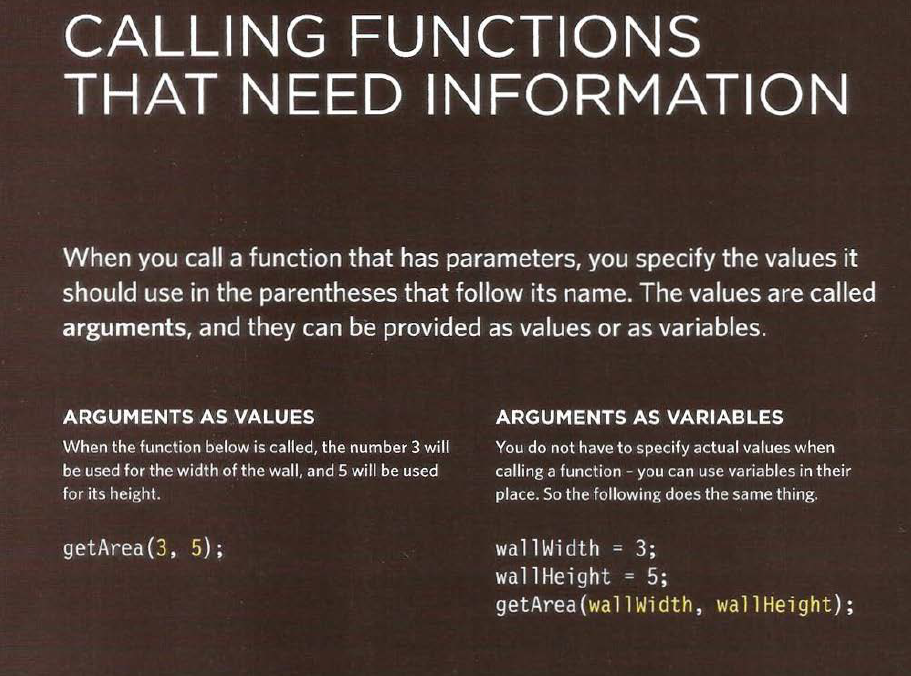 CALLING FUNCTIONS
THAT NEED INFORMATION
When you call a function that has parameters, you specify the values it
should use in the parentheses that follow its name. The values are called
arguments, and they can be provided as values or as variables.
ARGUMENTS AS VALUES
When the function below is called, the number 3 will
be used for the width of the wall, and 5 will be used
for its height.
getArea(3, 5);
ARGUMENTS AS VARIABLES
You do not have to specify actual values when
calling a function – you can use variables in their
place. So the following does the same thing.
wallWidth = 3;
wallHeight = 5;
getArea(wallWidth, wallHeight);